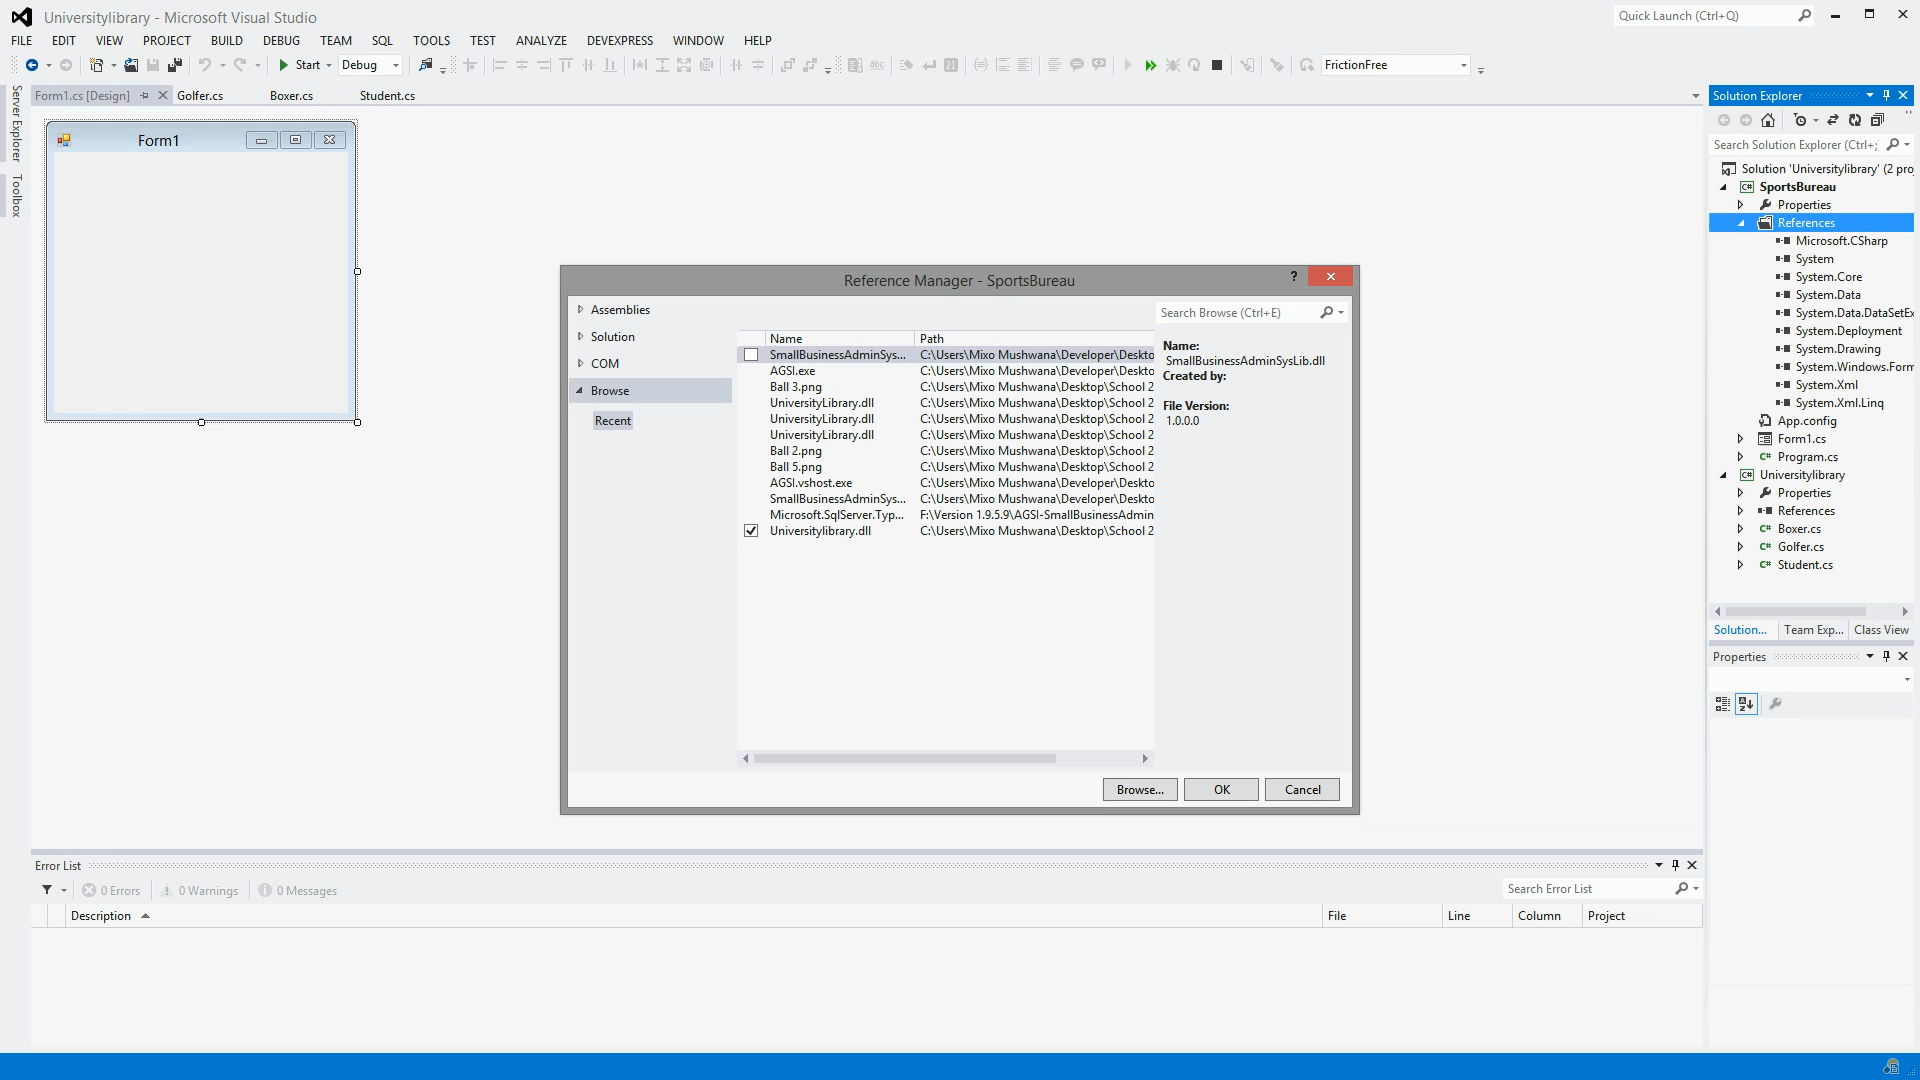 Universitylibrary - Microsoft Visual Studio
Quick Launch (Ctrl+Q)
FILE EDIT VIEW PROJECT BUILD DEBUG TEAM SQL TOOLS TEST ANALYZE DEVEXPRESS WINDOW HELP
Start Debug FrictionFree
Server Explorer
Toolbox
Form1.cs [Design] Golfer.cs Boxer.cs Student.cs
Form1
Reference Manager - SportsBureau
Assemblies
Solution
COM
Browse
Recent
Search Browse (Ctrl+E)
Name Path
SmallBusinessAdminSys... C:\Users\Mixo Mushwana\Developer\Deskto
AGSI.exe C:\Users\Mixo Mushwana\Developer\Deskto
Ball 3.png C:\Users\Mixo Mushwana\Desktop\School 2
UniversityLibrary.dll C:\Users\Mixo Mushwana\Desktop\School 2
UniversityLibrary.dll C:\Users\Mixo Mushwana\Desktop\School 2
UniversityLibrary.dll C:\Users\Mixo Mushwana\Desktop\School 2
Ball 2.png C:\Users\Mixo Mushwana\Desktop\School 2
Ball 5.png C:\Users\Mixo Mushwana\Desktop\School 2
AGSI.vshost.exe C:\Users\Mixo Mushwana\Developer\Deskto
SmallBusinessAdminSys... C:\Users\Mixo Mushwana\Developer\Deskto
Microsoft.SqlServer.Typ... F:\Version 1.9.5.9\AGSI-SmallBusinessAdmin
Universitylibrary.dll C:\Users\Mixo Mushwana\Desktop\School 2
Name:
SmallBusinessAdminSysLib.dll
Created by:
File Version:
1.0.0.0
Browse... OK Cancel
Solution Explorer
Search Solution Explorer (Ctrl+;
Solution 'Universitylibrary' (2 proj
SportsBureau
Properties
References
Microsoft.CSharp
System
System.Core
System.Data
System.Data.DataSetEx
System.Deployment
System.Drawing
System.Windows.Form
System.Xml
System.Xml.Linq
App.config
Form1.cs
Program.cs
Universitylibrary
Properties
References
Boxer.cs
Golfer.cs
Student.cs
Solution... Team Exp... Class View
Properties
Error List
0 Errors 0 Warnings 0 Messages
Search Error List
Description File Line Column Project